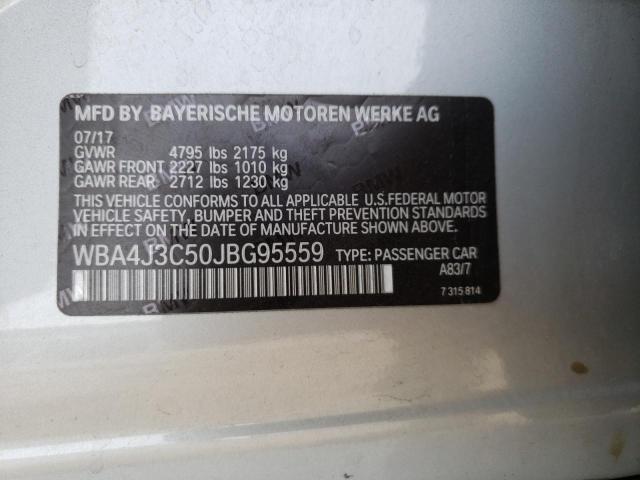 MFD BY BAYERISCHE MOTOREN WERKE AG
07/17
GVWR 4795 lbs 2175 kg
GAWR FRONT 2227 lbs 1010 kg
GAWR REAR 2712 lbs 1230 kg
THIS VEHICLE CONFORMS TO ALL APPLICABLE U.S.FEDERAL MOTOR
VEHICLE SAFETY, BUMPER AND THEFT PREVENTION STANDARDS
IN EFFECT ON THE DATE OF MANUFACTURE SHOWN ABOVE.
WBA4J3C50JBG95559 TYPE: PASSENGER CAR
A83/7
7 315 814